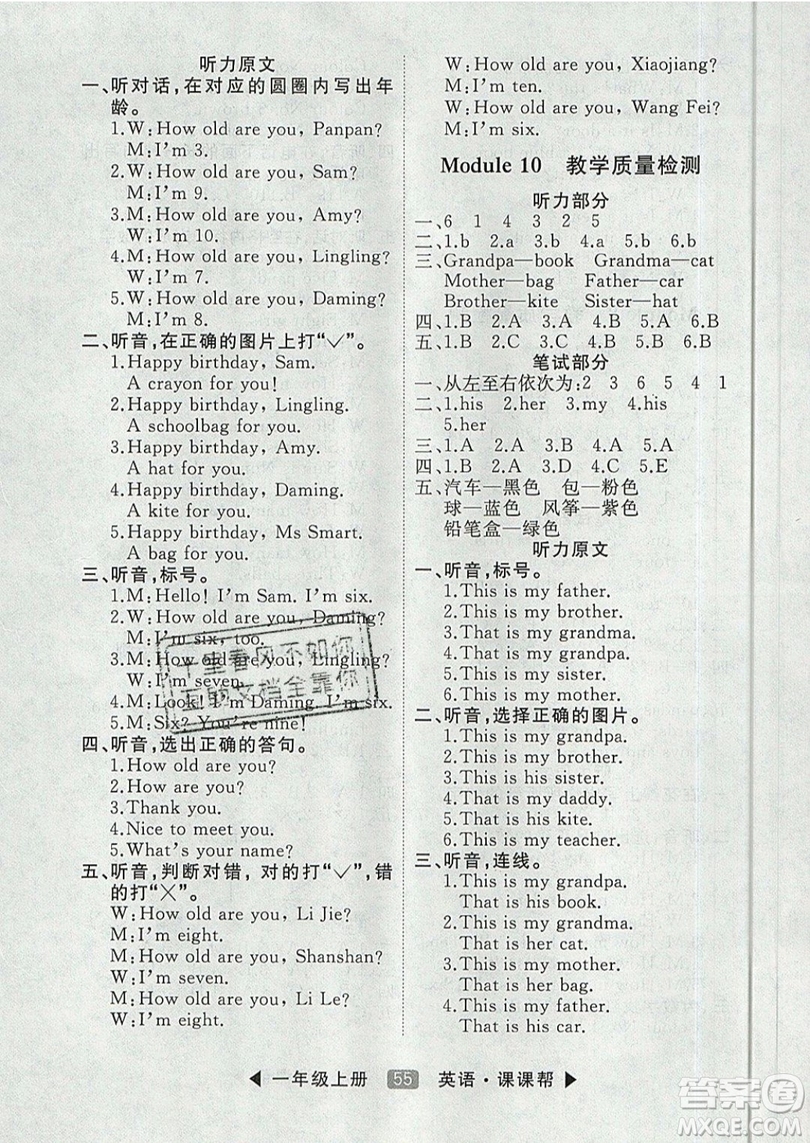 听力原文
一、听对话,在对应的圆圈内写出年
龄。
1.W:How old are you, Panpan?
M:I'm 3.
2.W:How old are you, Sam?
M:I'm 9.
3.M:How old are you, Amy?
W:I'm 10.
4.M:How old are you, Lingling?
W:I'm 7.
5.W:How old are you, Daming?
M:I'm 8.
二、听音,在正确的图片上打“✓”。
1.Happy birthday, Sam.
A crayon for you!
2.Happy birthday, Lingling.
A schoolbag for you.
3.Happy birthday, Amy.
A hat for you.
4.Happy birthday, Daming.
A kite for you.
5.Happy birthday, Ms Smart.
A bag for you.
三、听音,标号。
1.M:Hello! I'm Sam. I'm six.
2.W:How old are you, Daming?
M:I'm six, too.
3.M:How old are you, Lingling?
W:I'm seven.
4.M:Look! I'm Daming. I'm six.
5.M:Six? You're nine!
四、听音,选出正确的答句。
1.How old are you?
2.How are you?
3.Thank you.
4.Nice to meet you.
5.What's your name?
五、听音,判断对错,对的打“✓”,错
的打“×”。
W:How old are you, Li Jie?
M:I'm eight.
M:How old are you, Shanshan?
W:I'm seven.
M:How old are you, Li Le?
W:I'm eight.
W:How old are you, Xiaojiang?
M:I'm ten.
M:How old are you, Wang Fei?
M:I'm six.
Module 10 教学质量检测
听力部分
一、6 1 4 3 2 5
二、1.b 2.a 3.b 4.a 5.b 6.b
三、Grandpa—book Grandma—cat
Mother—bag Father—car
Brother—kite Sister—hat
四、1.B 2.A 3.A 4.A 5.B 6.B
五、1.B 2.A 3.B 4.B 5.A
笔试部分
一、从左至右依次为:2 3 6 5 4 1
二、1.his 2.her 3.my 4.his
5.her
三、1.A 2.A 3.B 4.B 5.A
四、1.B 2.A 3.D 4.C 5.E
五、汽车—黑色 包—粉色
球—蓝色 风筝—紫色
铅笔盒—绿色
听力原文
一、听音,标号。
1.This is my father.
2.This is my brother.
3.That is my grandma.
4.That is my grandpa.
5.That is my sister.
6.This is my mother.
二、听音,选择正确的图片。
1.This is my grandpa.
2.This is my grandma.
3.This is his sister.
4.That is my daddy.
5.That is his kite.
6.This is my teacher.
三、听音,连线。
1.This is my grandpa.
This is his book.
2.This is my grandma.
That is her cat.
3.This is my mother.
That is her bag.
4.This is my father.
That is his car.
千里春风不如你
互助文档全靠你
一年级上册 55 英语·课课帮
答案圈
MXQE.COM